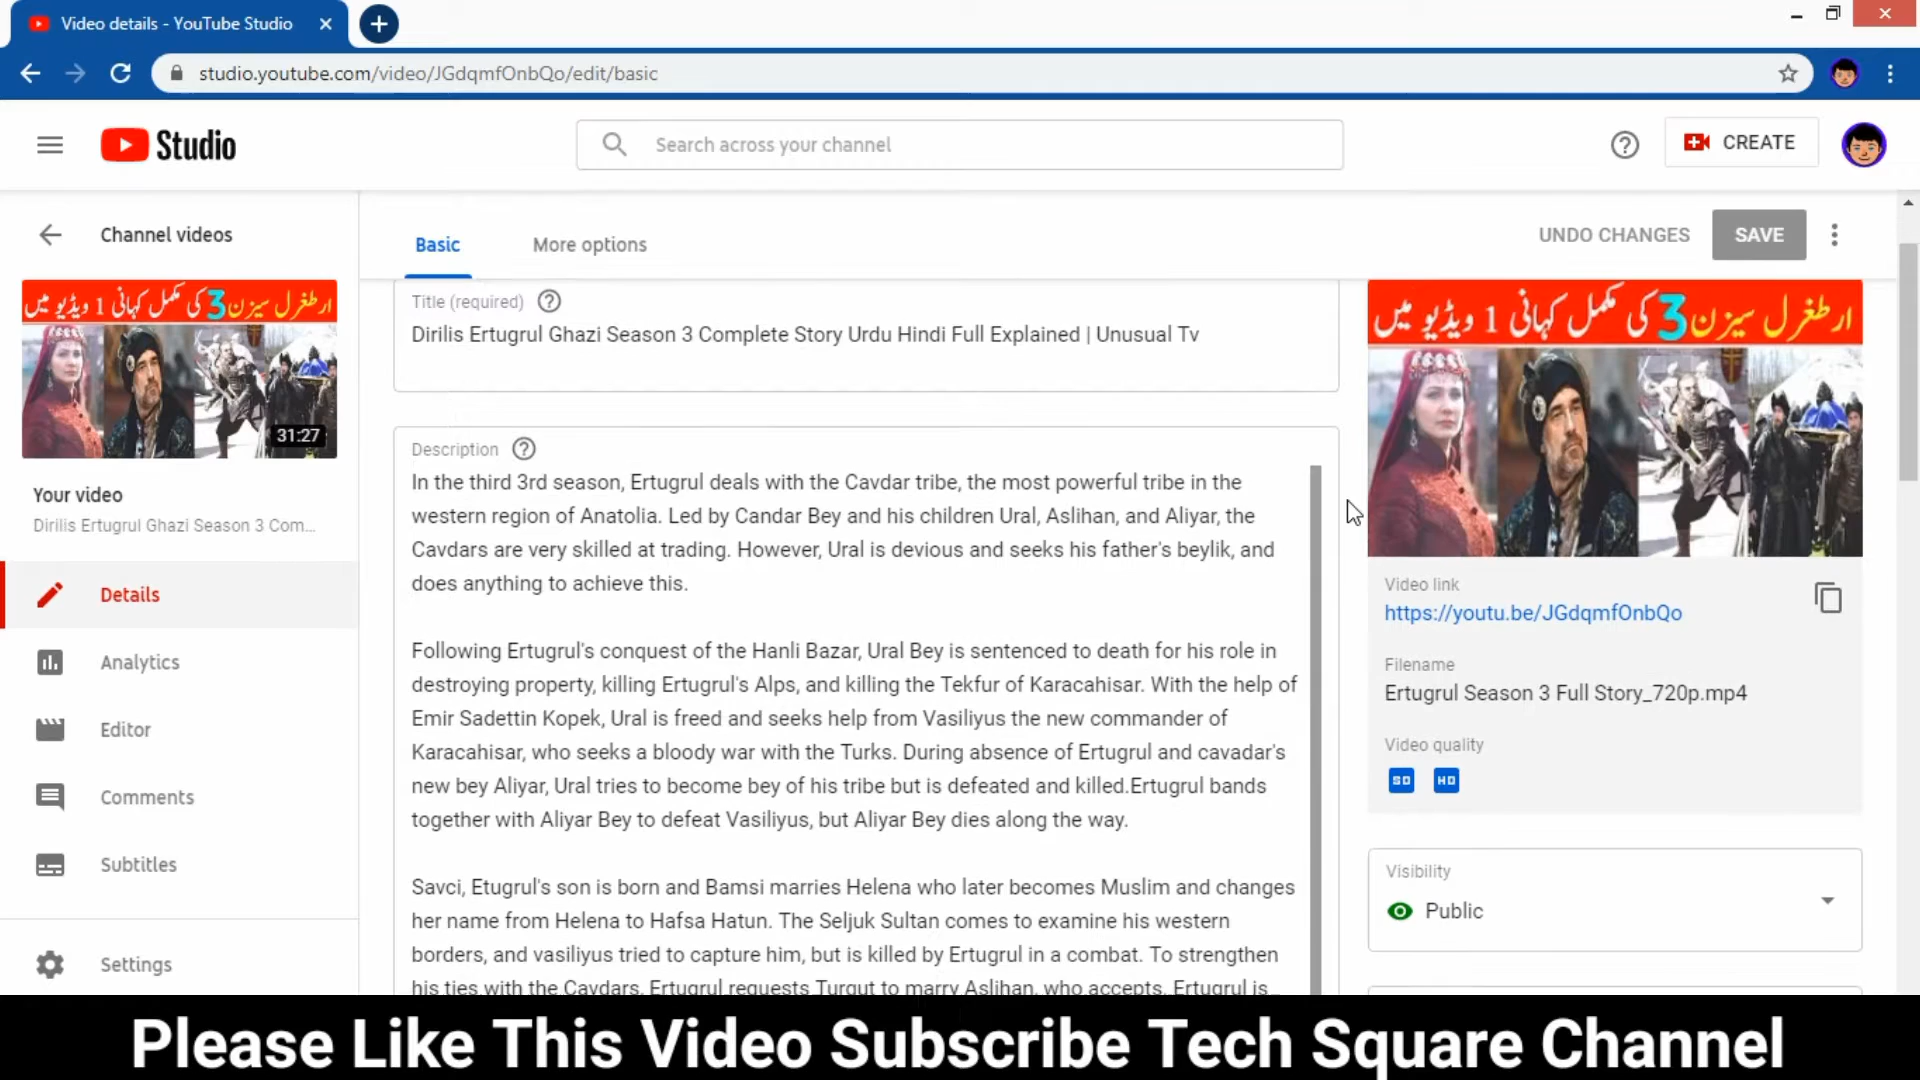 Video details - YouTube Studio
studio.youtube.com/video/JGdqmfOnbQo/edit/basic
Studio
Search across your channel
CREATE
Channel videos
Basic
More options
UNDO CHANGES
SAVE
ارطغرل سیزن 3 کی مکمل کہانی 1 ویڈیو میں
31:27
Your video
Dirilis Ertugrul Ghazi Season 3 Com...
Details
Analytics
Editor
Comments
Subtitles
Settings
Title (required)
Dirilis Ertugrul Ghazi Season 3 Complete Story Urdu Hindi Full Explained | Unusual Tv
Description
In the third 3rd season, Ertugrul deals with the Cavdar tribe, the most powerful tribe in the
western region of Anatolia. Led by Candar Bey and his children Ural, Aslihan, and Aliyar, the
Cavdars are very skilled at trading. However, Ural is devious and seeks his father's beylik, and
does anything to achieve this.
Following Ertugrul's conquest of the Hanli Bazar, Ural Bey is sentenced to death for his role in
destroying property, killing Ertugrul's Alps, and killing the Tekfur of Karacahisar. With the help of
Emir Sadettin Kopek, Ural is freed and seeks help from Vasiliyus the new commander of
Karacahisar, who seeks a bloody war with the Turks. During absence of Ertugrul and cavadar's
new bey Aliyar, Ural tries to become bey of his tribe but is defeated and killed.Ertugrul bands
together with Aliyar Bey to defeat Vasiliyus, but Aliyar Bey dies along the way.
Savci, Etugrul's son is born and Bamsi marries Helena who later becomes Muslim and changes
her name from Helena to Hafsa Hatun. The Seljuk Sultan comes to examine his western
borders, and vasiliyus tried to capture him, but is killed by Ertugrul in a combat. To strengthen
his ties with the Cavdars, Ertugrul requests Turgut to marry Aslihan, who accepts. Ertugrul is
ارطغرل سیزن 3 کی مکمل کہانی 1 ویڈیو میں
Video link
https://youtu.be/JGdqmfOnbQo
Filename
Ertugrul Season 3 Full Story_720p.mp4
Video quality
SD HD
Visibility
Public
Please Like This Video Subscribe Tech Square Channel